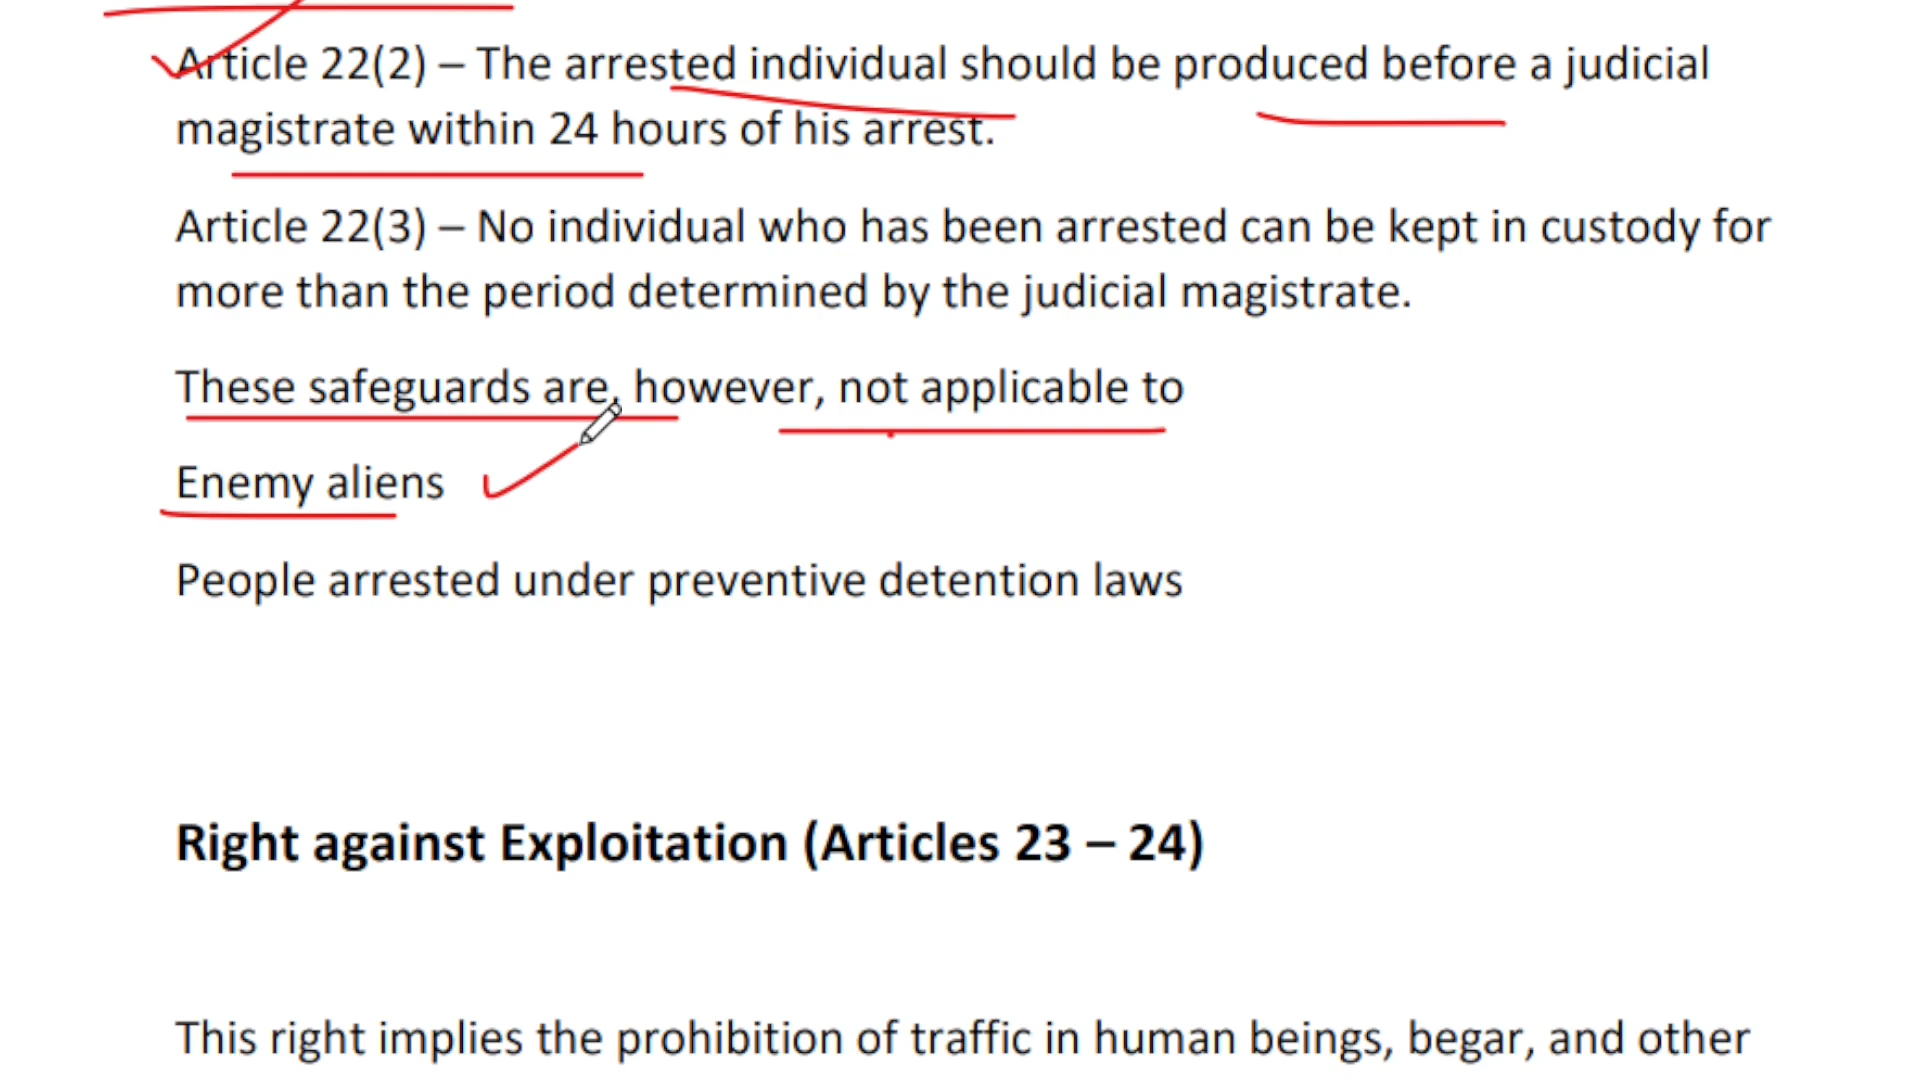 Article 22(2) – The arrested individual should be produced before a judicial
magistrate within 24 hours of his arrest.
Article 22(3) – No individual who has been arrested can be kept in custody for
more than the period determined by the judicial magistrate.
These safeguards are, however, not applicable to
Enemy aliens
People arrested under preventive detention laws
Right against Exploitation (Articles 23 – 24)
This right implies the prohibition of traffic in human beings, begar, and other